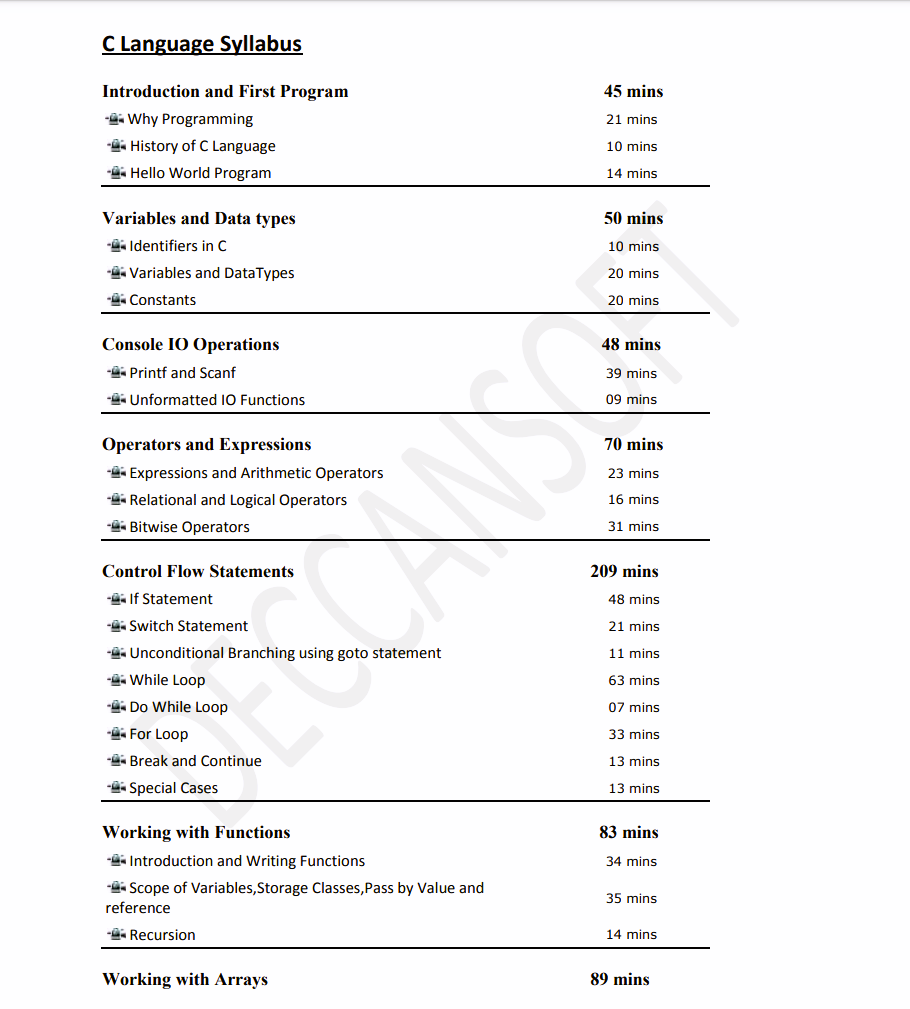 C Language Syllabus
Introduction and First Program 45 mins
Why Programming 21 mins
History of C Language 10 mins
Hello World Program 14 mins
Variables and Data types 50 mins
Identifiers in C 10 mins
Variables and DataTypes 20 mins
Constants 20 mins
Console IO Operations 48 mins
Printf and Scanf 39 mins
Unformatted IO Functions 09 mins
Operators and Expressions 70 mins
Expressions and Arithmetic Operators 23 mins
Relational and Logical Operators 16 mins
Bitwise Operators 31 mins
Control Flow Statements 209 mins
If Statement 48 mins
Switch Statement 21 mins
Unconditional Branching using goto statement 11 mins
While Loop 63 mins
Do While Loop 07 mins
For Loop 33 mins
Break and Continue 13 mins
Special Cases 13 mins
Working with Functions 83 mins
Introduction and Writing Functions 34 mins
Scope of Variables,Storage Classes,Pass by Value and
reference 35 mins
Recursion 14 mins
Working with Arrays 89 mins
DECCANSOFT